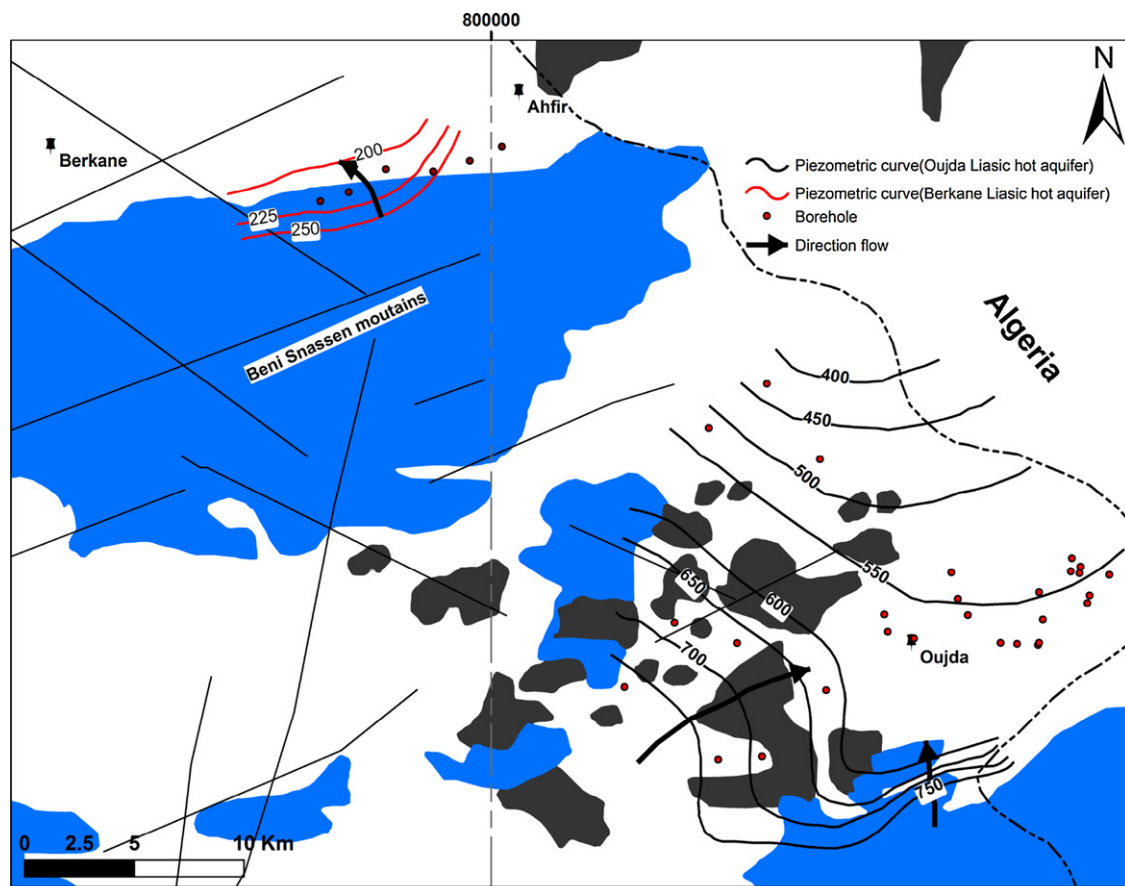 800000
N
Ahfir
Berkane
200
225
250
Piezometric curve(Oujda Liasic hot aquifer)
Piezometric curve(Berkane Liasic hot aquifer)
Borehole
Direction flow
Beni Snassen moutains
Algeria
400
450
500
550
600
650
700
750
Oujda
0 2.5 5 10 Km